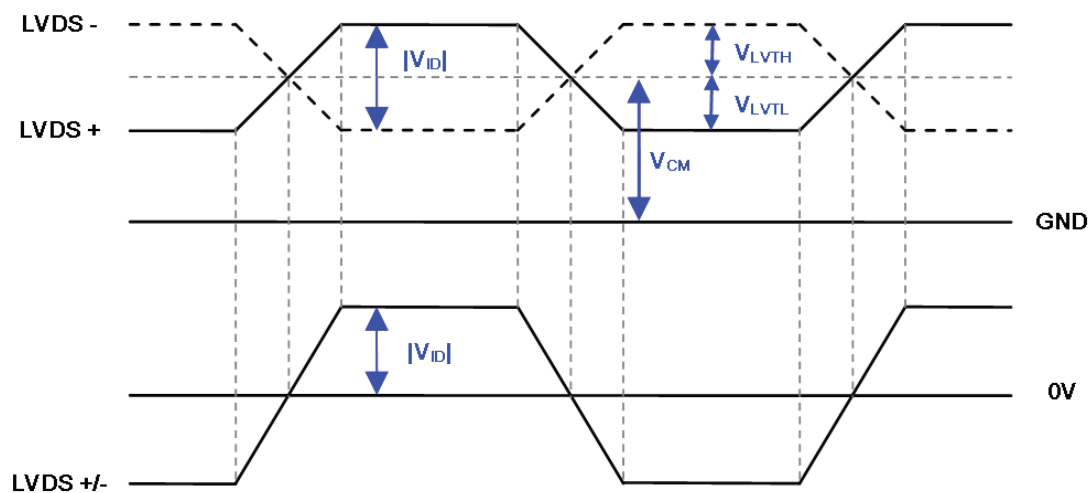 LVDS -
|VID|
VLVTH
LVDS +
VLVTL
VCM
GND
|VID|
0V
LVDS +/-